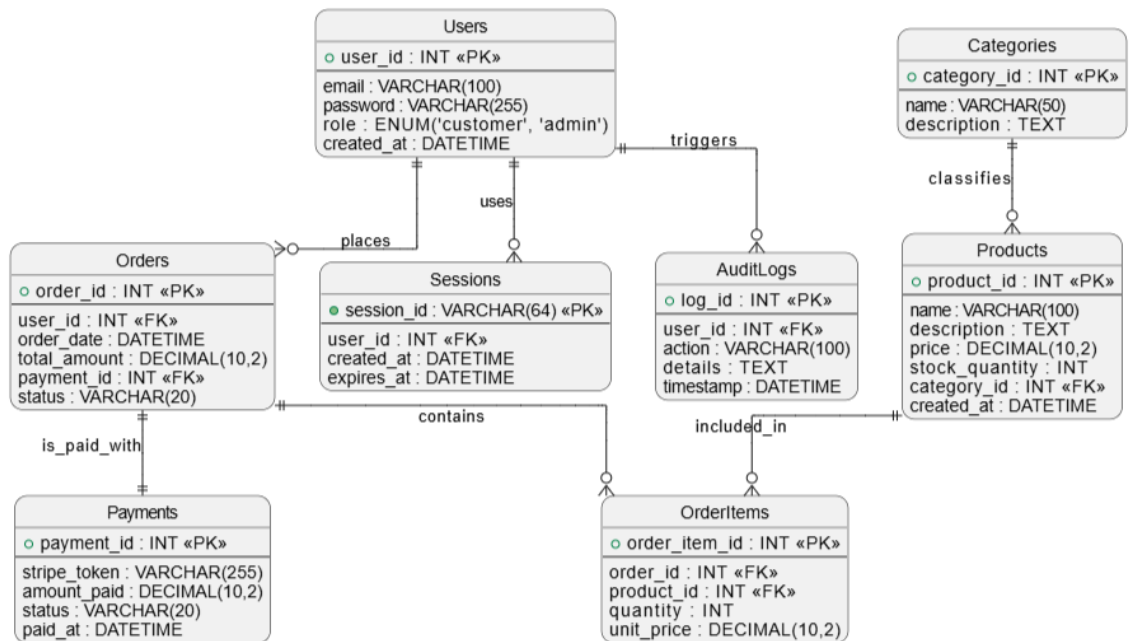 Users
user_id : INT «PK»
email : VARCHAR(100)
password : VARCHAR(255)
role : ENUM('customer', 'admin')
created_at : DATETIME
Categories
category_id : INT «PK»
name : VARCHAR(50)
description : TEXT
triggers
uses
classifies
places
Orders
order_id : INT «PK»
user_id : INT «FK»
order_date : DATETIME
total_amount : DECIMAL(10,2)
payment_id : INT «FK»
status : VARCHAR(20)
Sessions
session_id : VARCHAR(64) «PK»
user_id : INT «FK»
created_at : DATETIME
expires_at : DATETIME
AuditLogs
log_id : INT «PK»
user_id : INT «FK»
action : VARCHAR(100)
details : TEXT
timestamp : DATETIME
Products
product_id : INT «PK»
name : VARCHAR(100)
description : TEXT
price : DECIMAL(10,2)
stock_quantity : INT
category_id : INT «FK»
created_at : DATETIME
contains
included_in
is_paid_with
Payments
payment_id : INT «PK»
stripe_token : VARCHAR(255)
amount_paid : DECIMAL(10,2)
status : VARCHAR(20)
paid_at : DATETIME
OrderItems
order_item_id : INT «PK»
order_id : INT «FK»
product_id : INT «FK»
quantity : INT
unit_price : DECIMAL(10,2)